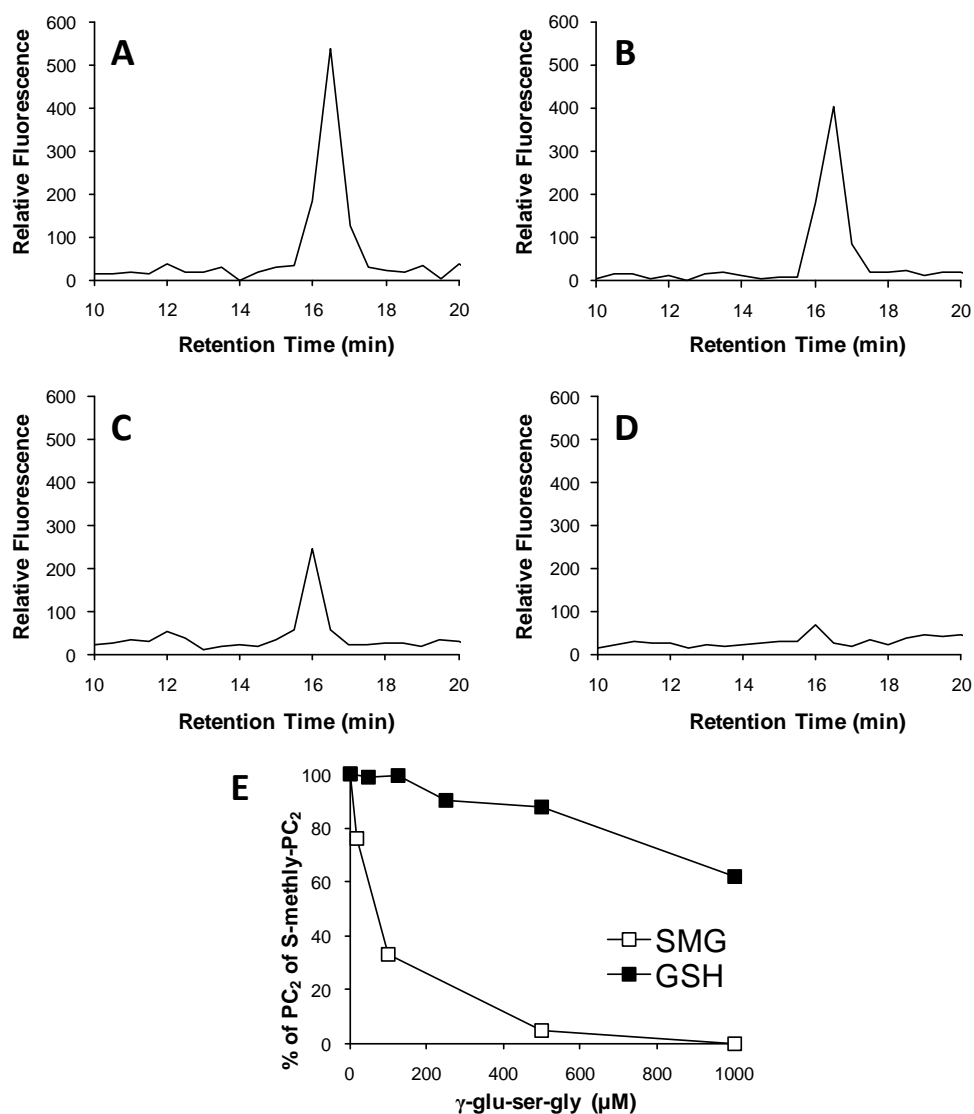 600
500
400
300
200
100
0
Relative Fluorescence
A
10 12 14 16 18 20
Retention Time (min)
600
500
400
300
200
100
0
Relative Fluorescence
B
10 12 14 16 18 20
Retention Time (min)
600
500
400
300
200
100
0
Relative Fluorescence
C
10 12 14 16 18 20
Retention Time (min)
600
500
400
300
200
100
0
Relative Fluorescence
D
10 12 14 16 18 20
Retention Time (min)
E
100
80
60
40
20
0
% of PC₂ of S-methly-PC₂
SMG
GSH
0 200 400 600 800 1000
γ-glu-ser-gly (µM)